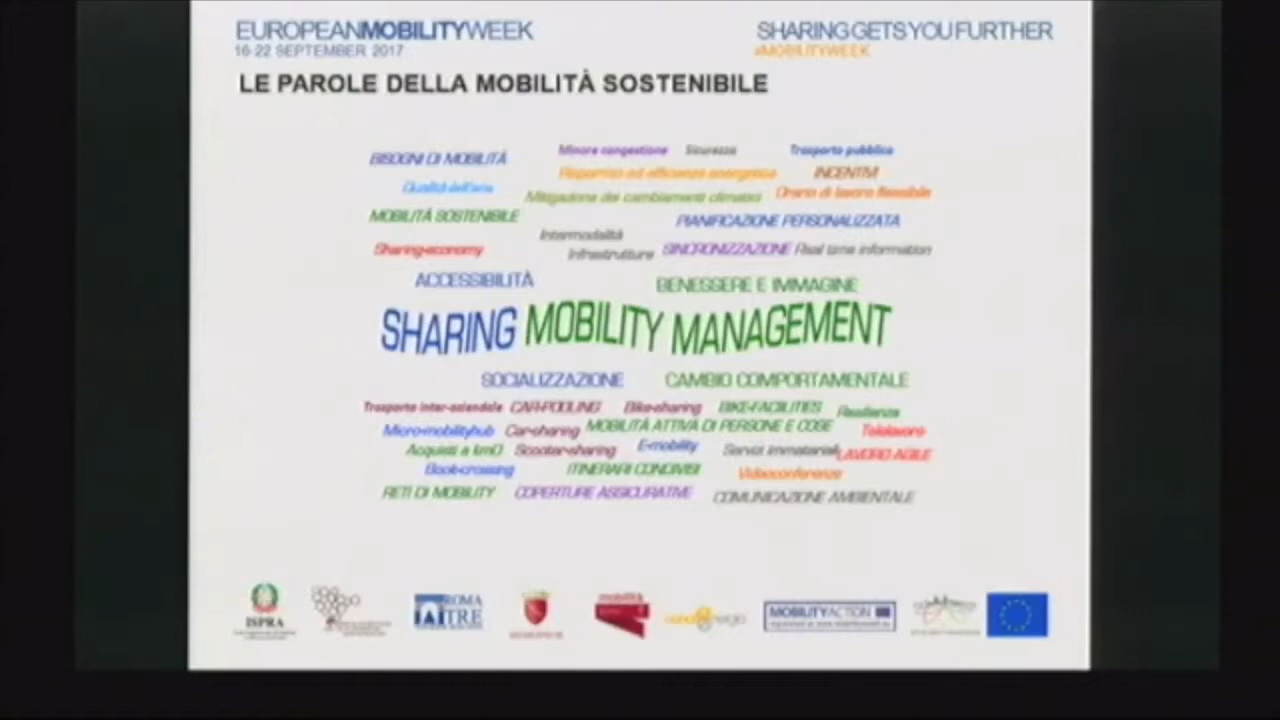 EUROPEANMOBILITYWEEK
SHARING GETS YOU FURTHER
16-22 SEPTEMBER 2017
#MOBILITYWEEK
LE PAROLE DELLA MOBILITÀ SOSTENIBILE
BISOGNI DI MOBILITÀ
Minore congestione
Sicurezza
Trasporto pubblico
Risparmio ed efficienza energetica
INCENTIVI
Qualità dell'aria
Mitigazione dei cambiamenti climatici
Orario di lavoro flessibile
MOBILITÀ SOSTENIBILE
PIANIFICAZIONE PERSONALIZZATA
Intermodalità
Sharing-economy
Infrastrutture
SINCRONIZZAZIONE
Real time information
ACCESSIBILITÀ
BENESSERE E IMMAGINE
SHARING MOBILITY MANAGEMENT
SOCIALIZZAZIONE
CAMBIO COMPORTAMENTALE
Trasporto inter-aziendale
CAR-POOLING
Bike-sharing
BIKE-FACILITIES
Resilienza
Micro-mobilityhub
Car-sharing
MOBILITÀ ATTIVA DI PERSONE E COSE
Telelavoro
Acquisti a km0
Scooter-sharing
E-mobility
Servizi immateriali
LAVORO AGILE
Book-crossing
ITINERARI CONDIVISI
Videoconferenze
RETI DI MOBILITY
COPERTURE ASSICURATIVE
COMUNICAZIONE AMBIENTALE
ISPRA
ROMA
TRE
mobilità
MOBILITYACTION